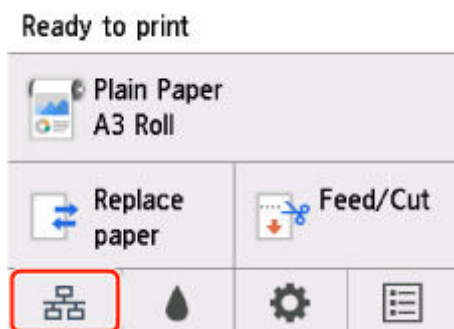 Ready to print
Plain Paper
A3 Roll
Replace
paper
Feed/Cut